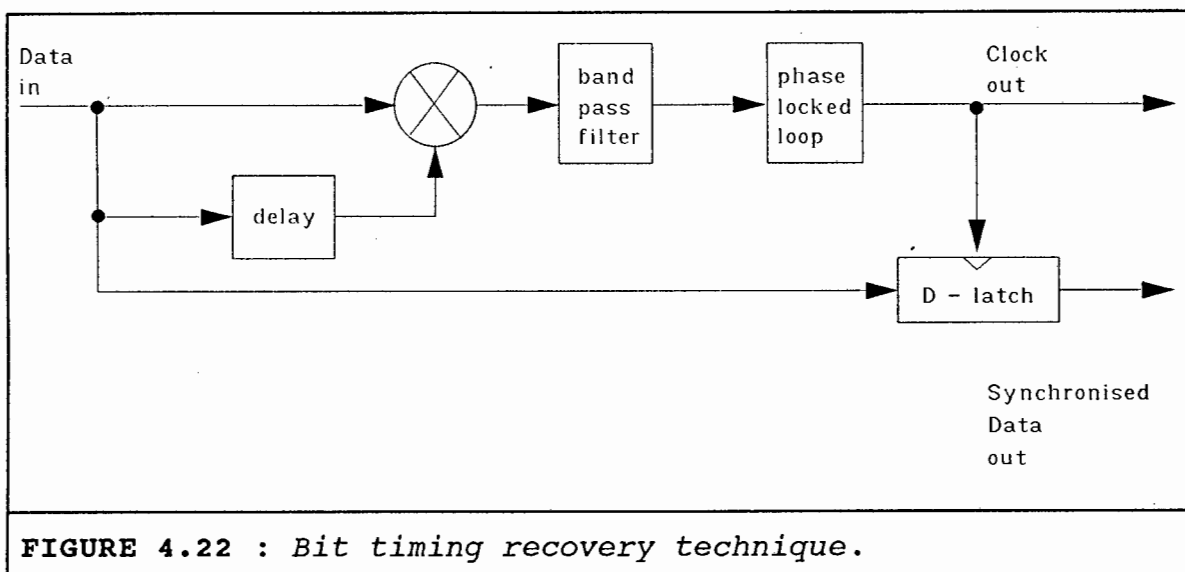 Data
in
band
pass
filter
phase
locked
loop
Clock
out
delay
D - latch
Synchronised
Data
out
FIGURE 4.22 : Bit timing recovery technique.